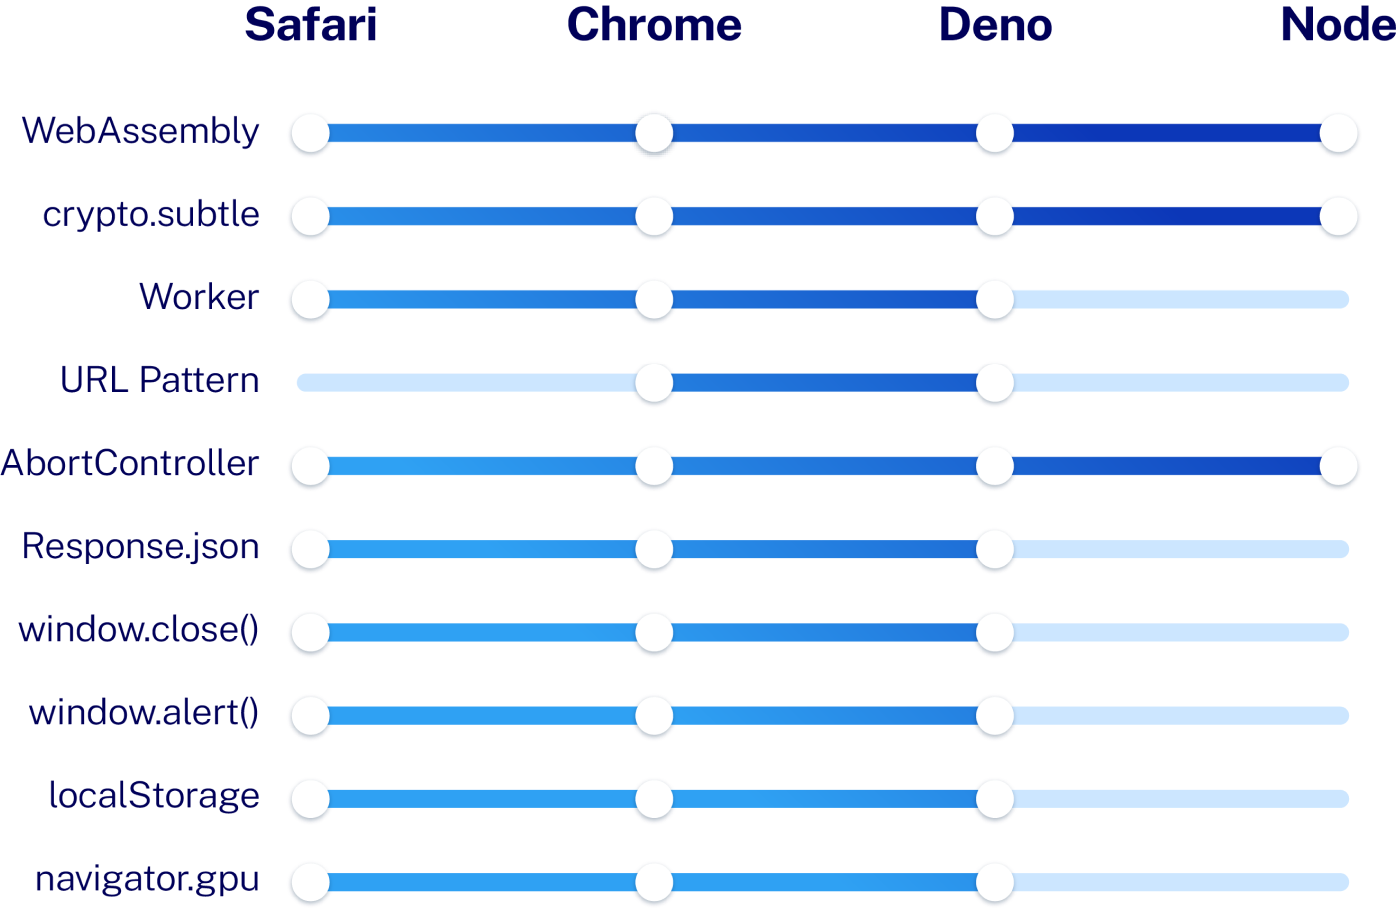 Safari Chrome Deno Node
WebAssembly
crypto.subtle
Worker
URL Pattern
AbortController
Response.json
window.close()
window.alert()
localStorage
navigator.gpu